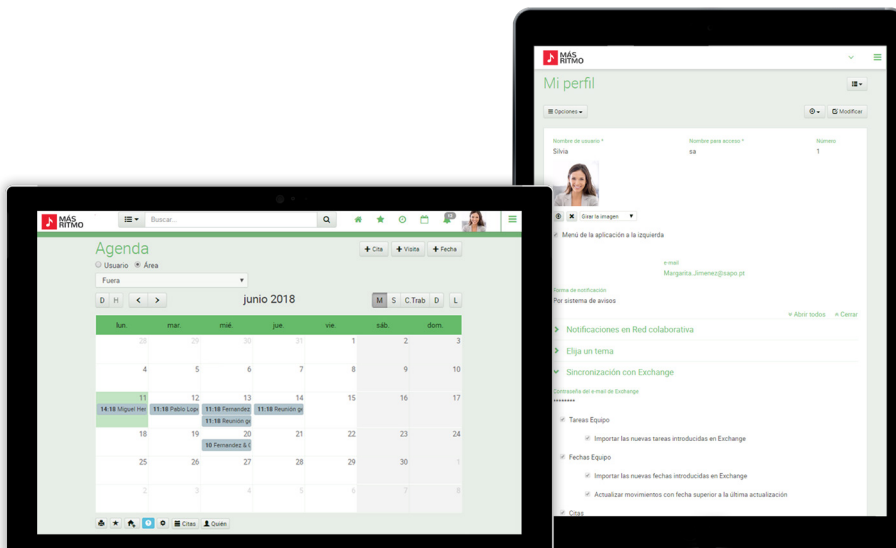 MÁS
RITMO
Buscar...
12
Agenda
+ Cita
+ Visita
+ Fecha
Usuario
Área
Fuera
D H
junio 2018
M S C.Trab D L
lun. mar. mié. jue. vie. sáb. dom.
28 29 30 31 1 2 3
4 5 6 7 8 9 10
11 12 13 14 15 16 17
14:18 Miguel Her 11:18 Pablo Lope 11:18 Fernandez 11:18 Reunión ge
11:18 Reunión ge
18 19 20 21 22 23 24
10 Fernandez & C
25 26 27 28 29 30 1
2 3 4 5 6 7 8
Citas
Quién
MÁS
RITMO
Mi perfil
Opciones
Modificar
Nombre de usuario * Nombre para acceso * Número
Silvia sa 1
Girar la imagen
Menú de la aplicación a la izquierda
e-mail
Margarita.Jimenez@sapo.pt
Forma de notificación
Por sistema de avisos
Abrir todos
Cerrar
Notificaciones en Red colaborativa
Elija un tema
Sincronización con Exchange
Contraseña del e-mail de Exchange
********
Tareas Equipo
Importar las nuevas tareas introducidas en Exchange
Fechas Equipo
Importar las nuevas fechas introducidas en Exchange
Actualizar movimientos con fecha superior a la última actualización
Citas